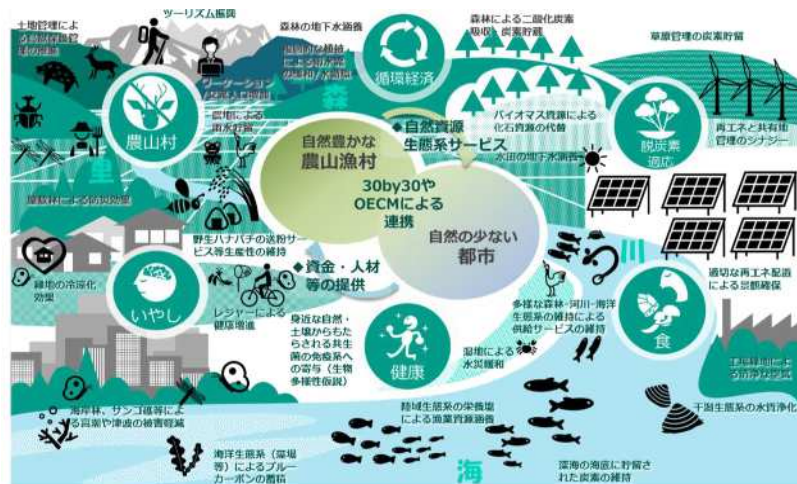 土地管理による
ツーリズム振興
森林の地下水涵養
森林による二酸化炭素
吸収と炭素貯蔵
草原管理の炭素貯留
循環経済
ワーケーション
農地による
雨水貯留
農山村
森
里
自然豊かな
農山漁村
◆自然資源
生態系サービス
バイオマス資源による
化石資源の代替
水田の地下水涵養
脱炭素
適応
再エネと共有地
管理のシナジー
30by30や
OECMによる
連携
自然の少ない
都市
屋敷林による防災効果
野生ハナバチの送粉サー
ビス等生産性の維持
◆資金・人材
等の提供
川
緑地の冷涼化
効果
いやし
レジャーによる
健康増進
身近な自然・
土壌からもた
らされる共生
菌の免疫系へ
の寄与（生物
多様性仮説）
健康
多様な森林-河川-海洋
生態系の維持による
供給サービスの維持
適切な再エネ配置
による景観確保
食
湿地による
水災緩和
海岸林、サンゴ礁等によ
る高潮や津波の被害軽減
陸域生態系の栄養塩
による漁業資源涵養
干潟生態系の水質浄化
海洋生態系（藻場
等）によるブルー
カーボンの蓄積
海
深海の海底に貯留され
た炭素の維持